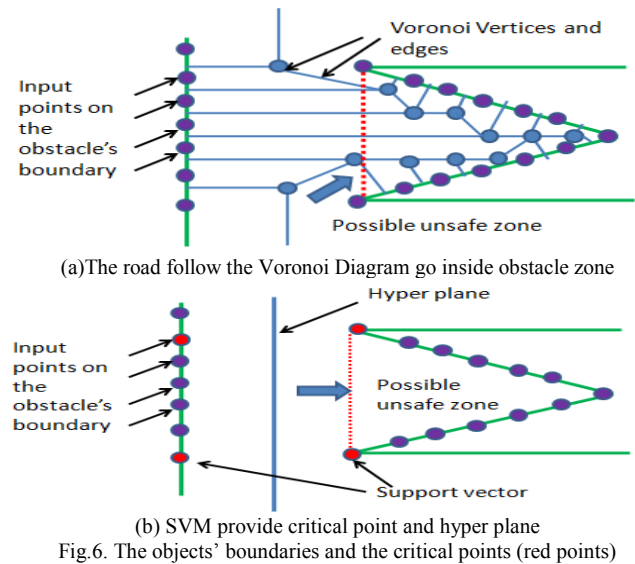 Voronoi Vertices and
edges
Input
points on
the
obstacle's
boundary
Possible unsafe zone
(a)The road follow the Voronoi Diagram go inside obstacle zone
Hyper plane
Input
points on
the
obstacle's
boundary
Possible
unsafe zone
Support vector
(b) SVM provide critical point and hyper plane
Fig.6. The objects' boundaries and the critical points (red points)